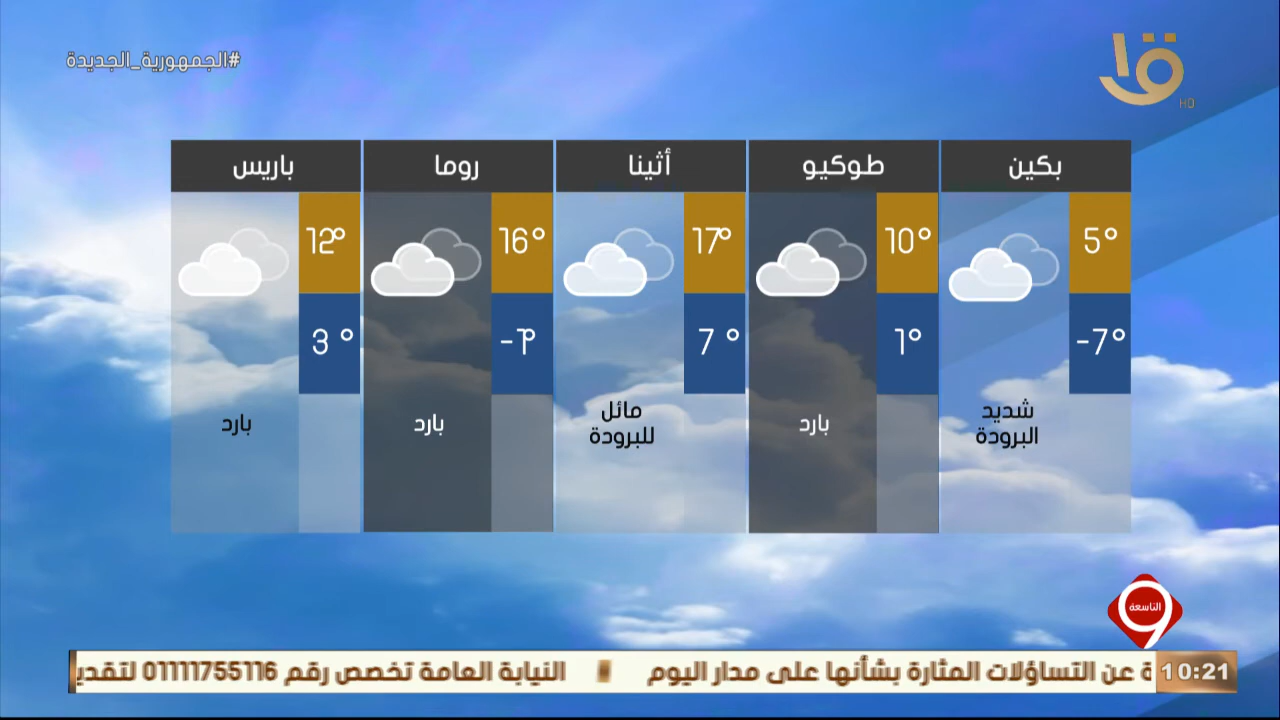 #الجمهورية_الجديدة
HD
بكين
5°
-7°
شديد
البرودة
طوكيو
10°
1°
بارد
أثينا
17°
7 °
مائل
للبرودة
روما
16°
-1°
بارد
باريس
12°
3 °
بارد
التاسعة
9
10:21
ة عن التساؤلات المثارة بشأنها على مدار اليوم النيابة العامة تخصص رقم 01111755116 لتقدي